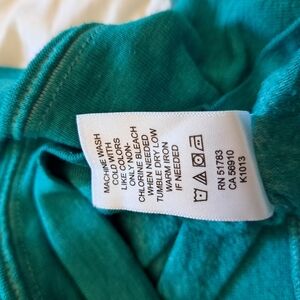 MACHINE WASH
COLD WITH
LIKE COLORS
ONLY NON-
CHLORINE BLEACH
WHEN NEEDED
TUMBLE DRY LOW
WARM IRON
IF NEEDED
RN 51783
CA 56910
K1013